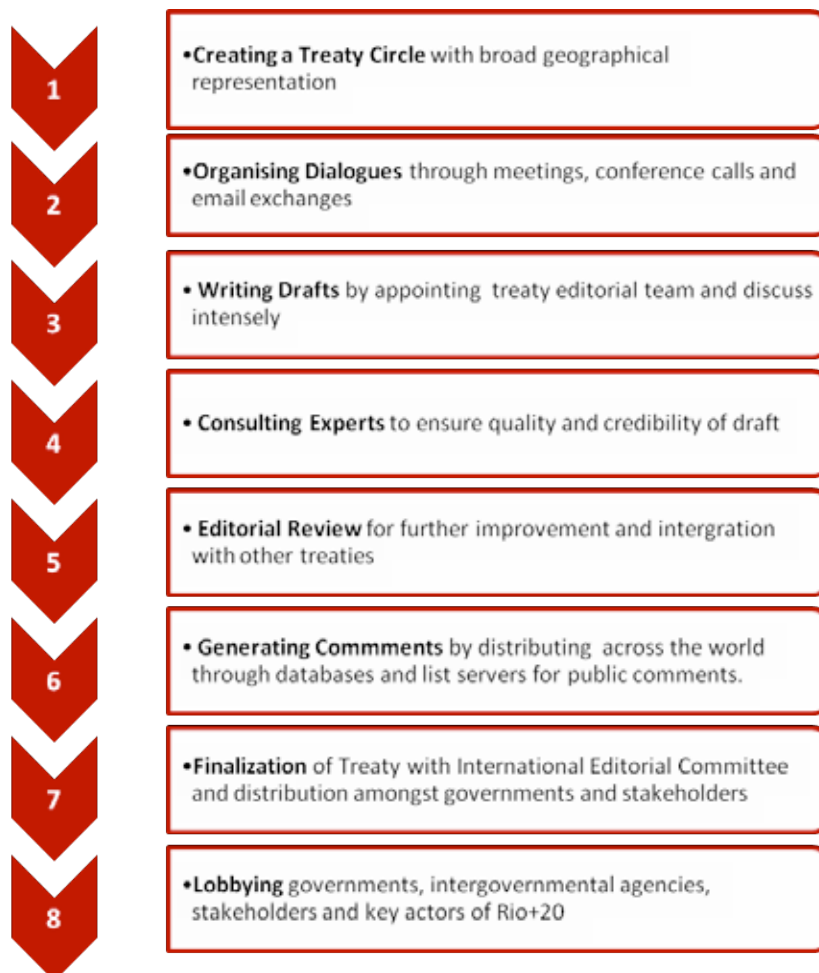 1
•Creating a Treaty Circle with broad geographical
representation
2
•Organising Dialogues through meetings, conference calls and
email exchanges
3
• Writing Drafts by appointing treaty editorial team and discuss
intensely
4
• Consulting Experts to ensure quality and credibility of draft
5
• Editorial Review for further improvement and intergration
with other treaties
6
• Generating Commments by distributing across the world
through databases and list servers for public comments.
7
•Finalization of Treaty with International Editorial Committee
and distribution amongst governments and stakeholders
8
•Lobbying governments, intergovernmental agencies,
stakeholders and key actors of Rio+20